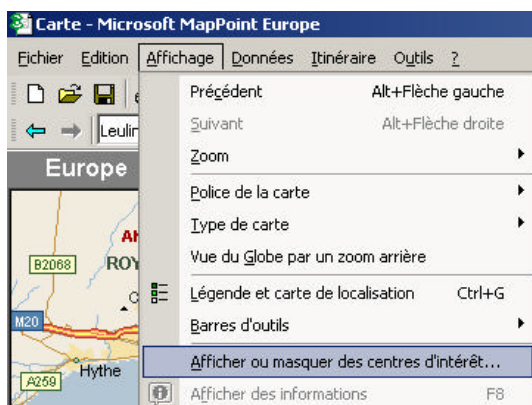 Carte - Microsoft MapPoint Europe
Fichier Edition Affichage Données Itinéraire Outils ?
Précédent Alt+Flèche gauche
Suivant Alt+Flèche droite
Leulin
Zoom
Europe
Police de la carte
Type de carte
B2068
Vue du Globe par un zoom arrière
Légende et carte de localisation Ctrl+G
M20
Barres d'outils
Hythe
Afficher ou masquer des centres d'intérêt...
A259
Afficher des informations F8